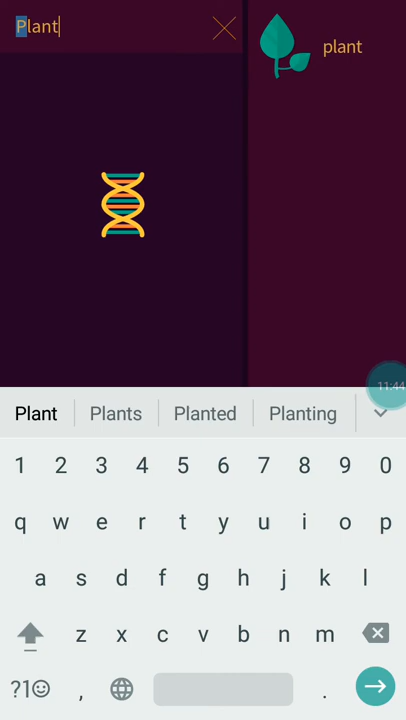 Plant
plant
11:44
Plant Plants Planted Planting
1 2 3 4 5 6 7 8 9 0
q w e r t y u i o p
a s d f g h j k l
z x c v b n m
?1☺ , .